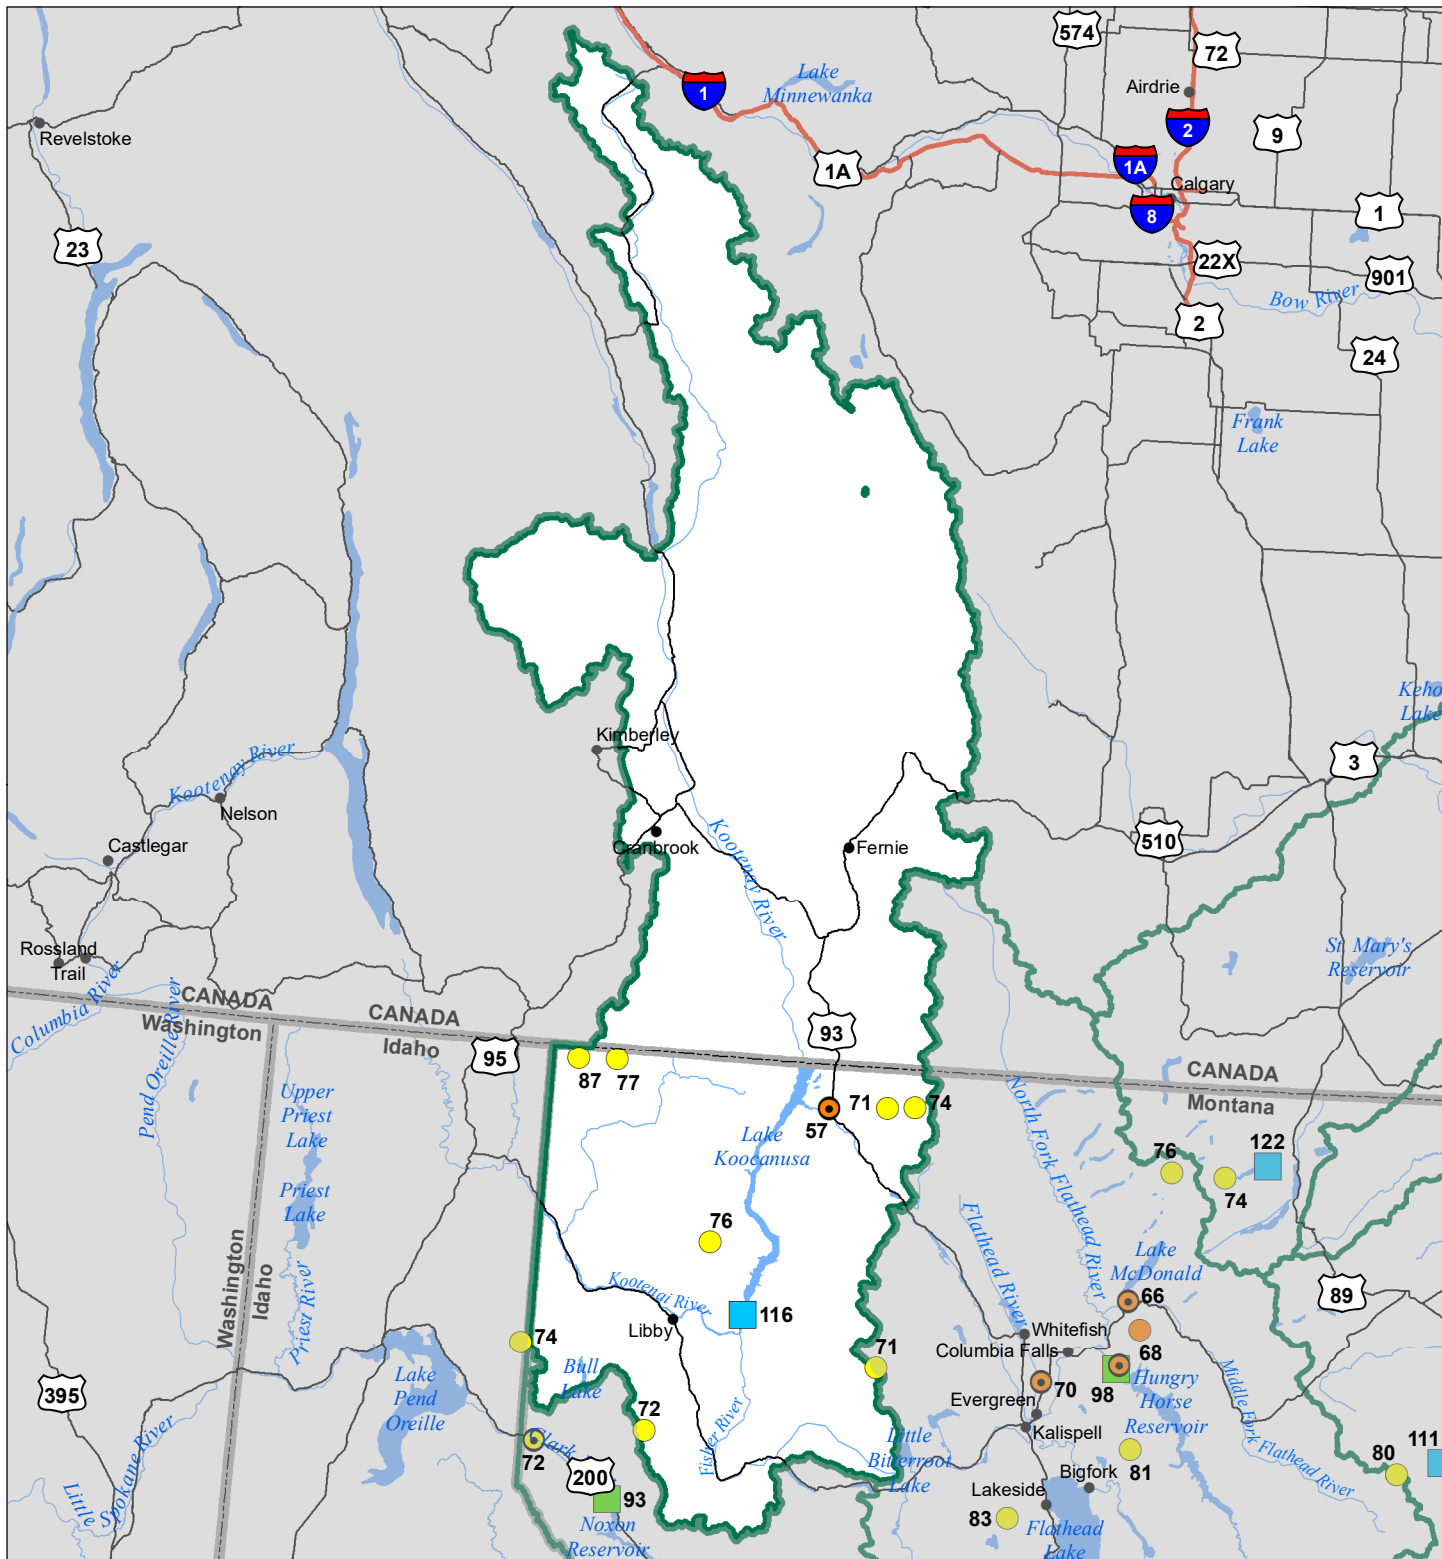 574
72
Lake
Minnewanka
1
Airdrie
Revelstoke
2
9
1A
1A
Calgary
8
1
23
22X
901
Bow River
2
24
Frank
Lake
Keho
Lake
Kimberley
Kootenay River
3
Nelson
Castlegar
Cranbrook
Kootenay River
Fernie
510
Rossland
Trail
St. Mary's
Reservoir
Columbia River
Pend Oreille River
CANADA
Washington
CANADA
Idaho
95
93
87
77
CANADA
Montana
71
74
57
Upper
Priest
Lake
Lake
Koocanusa
North Fork Flathead River
76
122
74
Priest
Lake
76
Flathead River
Lake
McDonald
Washington
Idaho
Priest River
Kootenai River
116
66
89
Libby
Whitefish
74
Columbia Falls
68
71
Bull
Lake
98
Hungry
Horse
Reservoir
70
Middle Fork Flathead River
395
Lake
Pend
Oreille
Evergreen
72
Fisher River
Kalispell
Clark
72
Little
Bitterroot
Lake
81
111
80
Little Spokane River
200
Bigfork
93
Lakeside
83
Noxon
Reservoir
Flathead
Lake